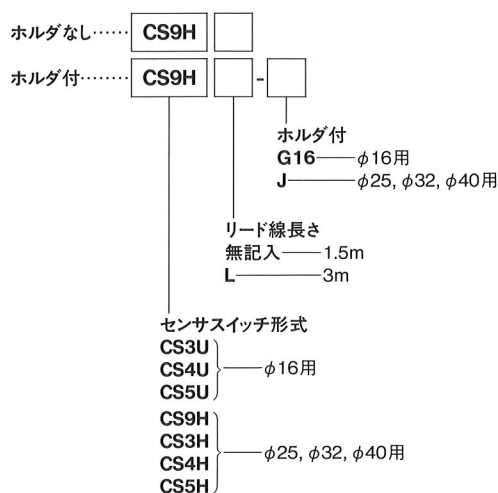 ホルダなし…… CS9H
ホルダ付…… CS9H -
ホルダ付
G16 φ16用
J φ25, φ32, φ40用
リード線長さ
無記入 1.5m
L 3m
センサスイッチ形式
CS3U
CS4U φ16用
CS5U
CS9H
CS3H
CS4H φ25, φ32, φ40用
CS5H